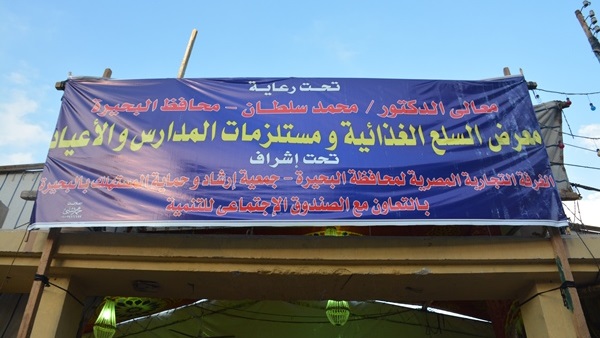 تحت رعاية
معالى الدكتور / محمد سلطان - محافظ البحيرة
معرض السلع الغذائية و مستلزمات المدارس والأعياد
تحت إشراف
الغرفة التجارية المصرية لمحافظة البحيرة - جمعية إرشاد و حماية المستهلك بالبحيرة
بالتعاون مع الصندوق الإجتماعى للتنمية